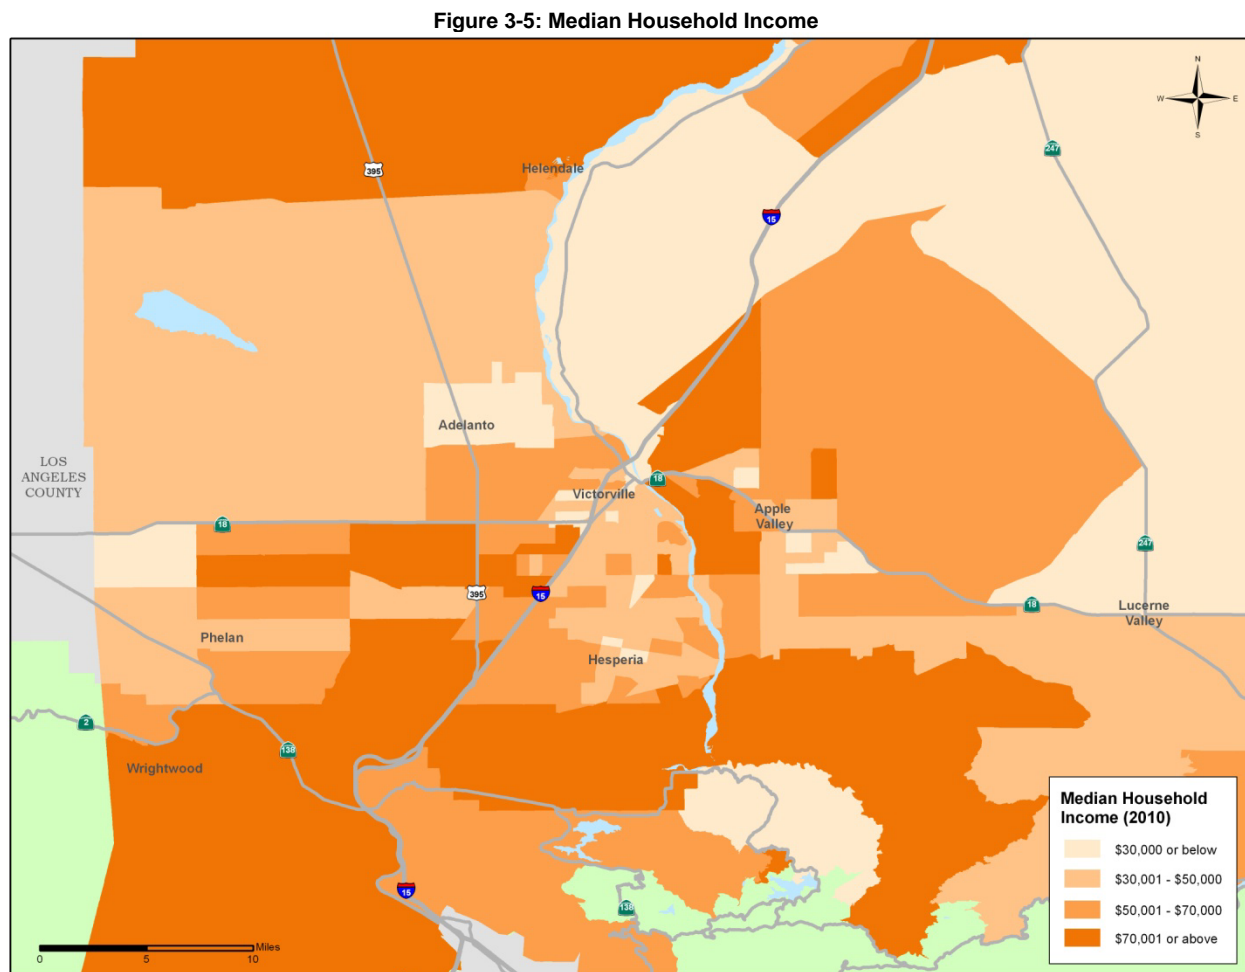 Figure 3-5: Median Household Income
N
W E
S
247
395
Helendale
15
Adelanto
LOS
ANGELES
COUNTY
18
Victorville
Apple
Valley
18
247
395
15
18
Lucerne
Valley
Phelan
Hesperia
2
138
Wrightwood
15
138
Median Household
Income (2010)
$30,000 or below
$30,001 - $50,000
$50,001 - $70,000
$70,001 or above
Miles
0 5 10